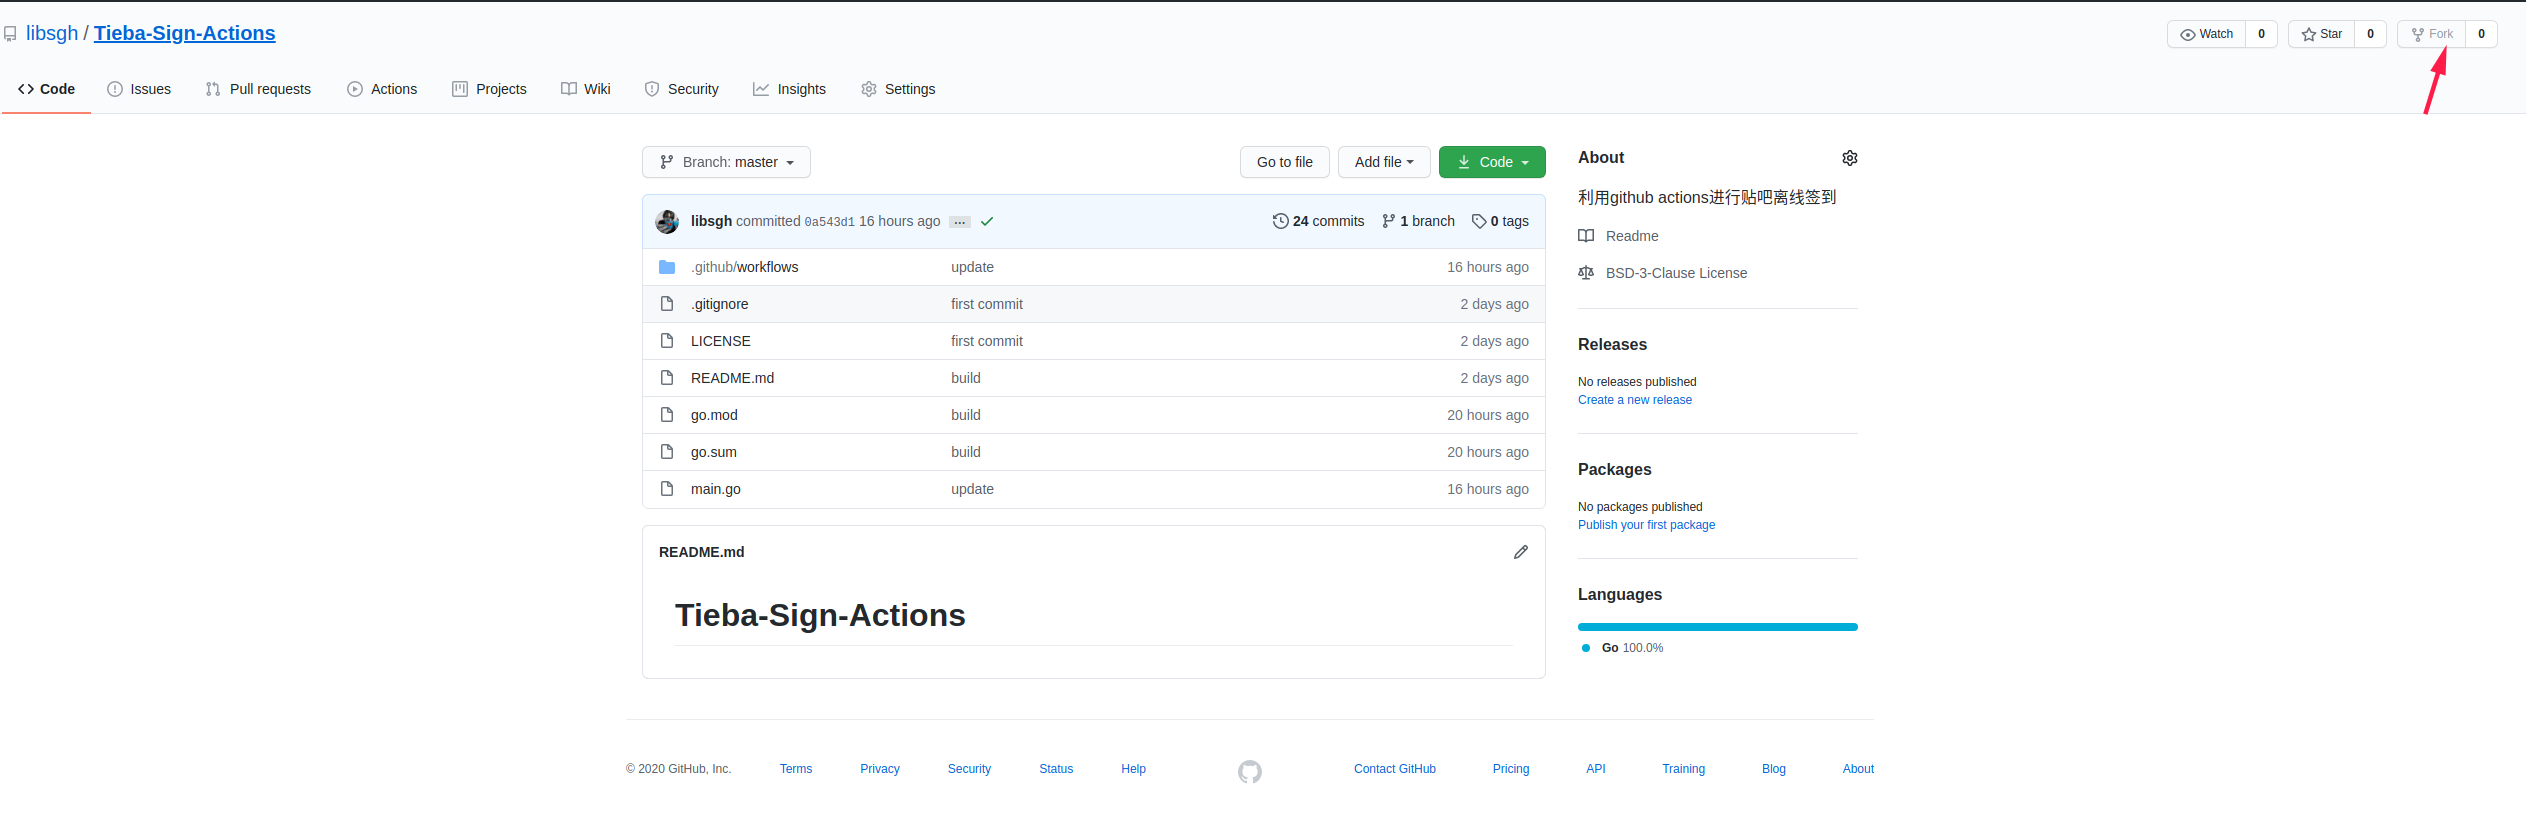 libsgh / Tieba-Sign-Actions
Watch 0 Star 0 Fork 0
Code Issues Pull requests Actions Projects Wiki Security Insights Settings
Branch: master
Go to file Add file Code
libsgh committed 0a543d1 16 hours ago ... 24 commits 1 branch 0 tags
.github/workflows update 16 hours ago
.gitignore first commit 2 days ago
LICENSE first commit 2 days ago
README.md build 2 days ago
go.mod build 20 hours ago
go.sum build 20 hours ago
main.go update 16 hours ago
README.md
Tieba-Sign-Actions
About
利用github actions进行贴吧离线签到
Readme
BSD-3-Clause License
Releases
No releases published
Create a new release
Packages
No packages published
Publish your first package
Languages
Go 100.0%
© 2020 GitHub, Inc. Terms Privacy Security Status Help Contact GitHub Pricing API Training Blog About